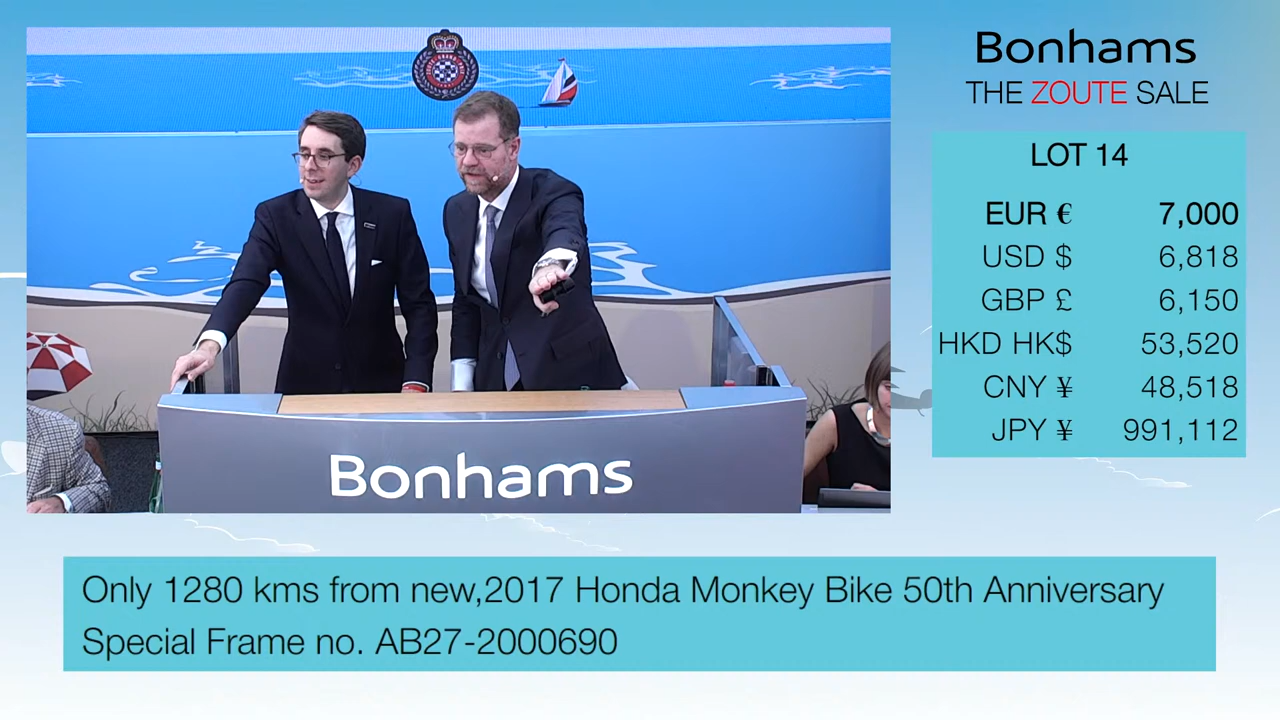 Bonhams
THE ZOUTE SALE
LOT 14
EUR € 7,000
USD $ 6,818
GBP £ 6,150
HKD HK$ 53,520
CNY ¥ 48,518
JPY ¥ 991,112
Bonhams
Only 1280 kms from new,2017 Honda Monkey Bike 50th Anniversary
Special Frame no. AB27-2000690